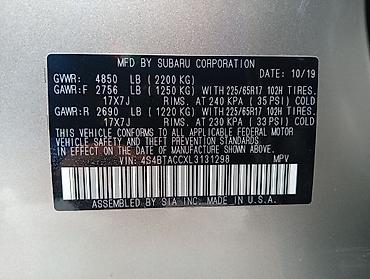 MFD BY SUBARU CORPORATION
GVWR: 4850 LB (2200 KG) DATE: 10/19
GAWR:F 2756 LB (1250 KG) WITH 225/65R17 102H TIRES.
17X7J RIMS. AT 240 KPA (35 PSI) COLD
GAWR:R 2690 LB (1220 KG) WITH 225/65R17 102H TIRES.
17X7J RIMS. AT 230 KPA (33 PSI) COLD
THIS VEHICLE CONFORMS TO ALL APPLICABLE FEDERAL MOTOR
VEHICLE SAFETY AND THEFT PREVENTION STANDARDS
IN EFFECT ON THE DATE OF MANUFACTURE SHOWN ABOVE.
VIN: 4S4BTACCXL3131298 MPV
ASSEMBLED BY SIA INC. MADE IN U.S.A.